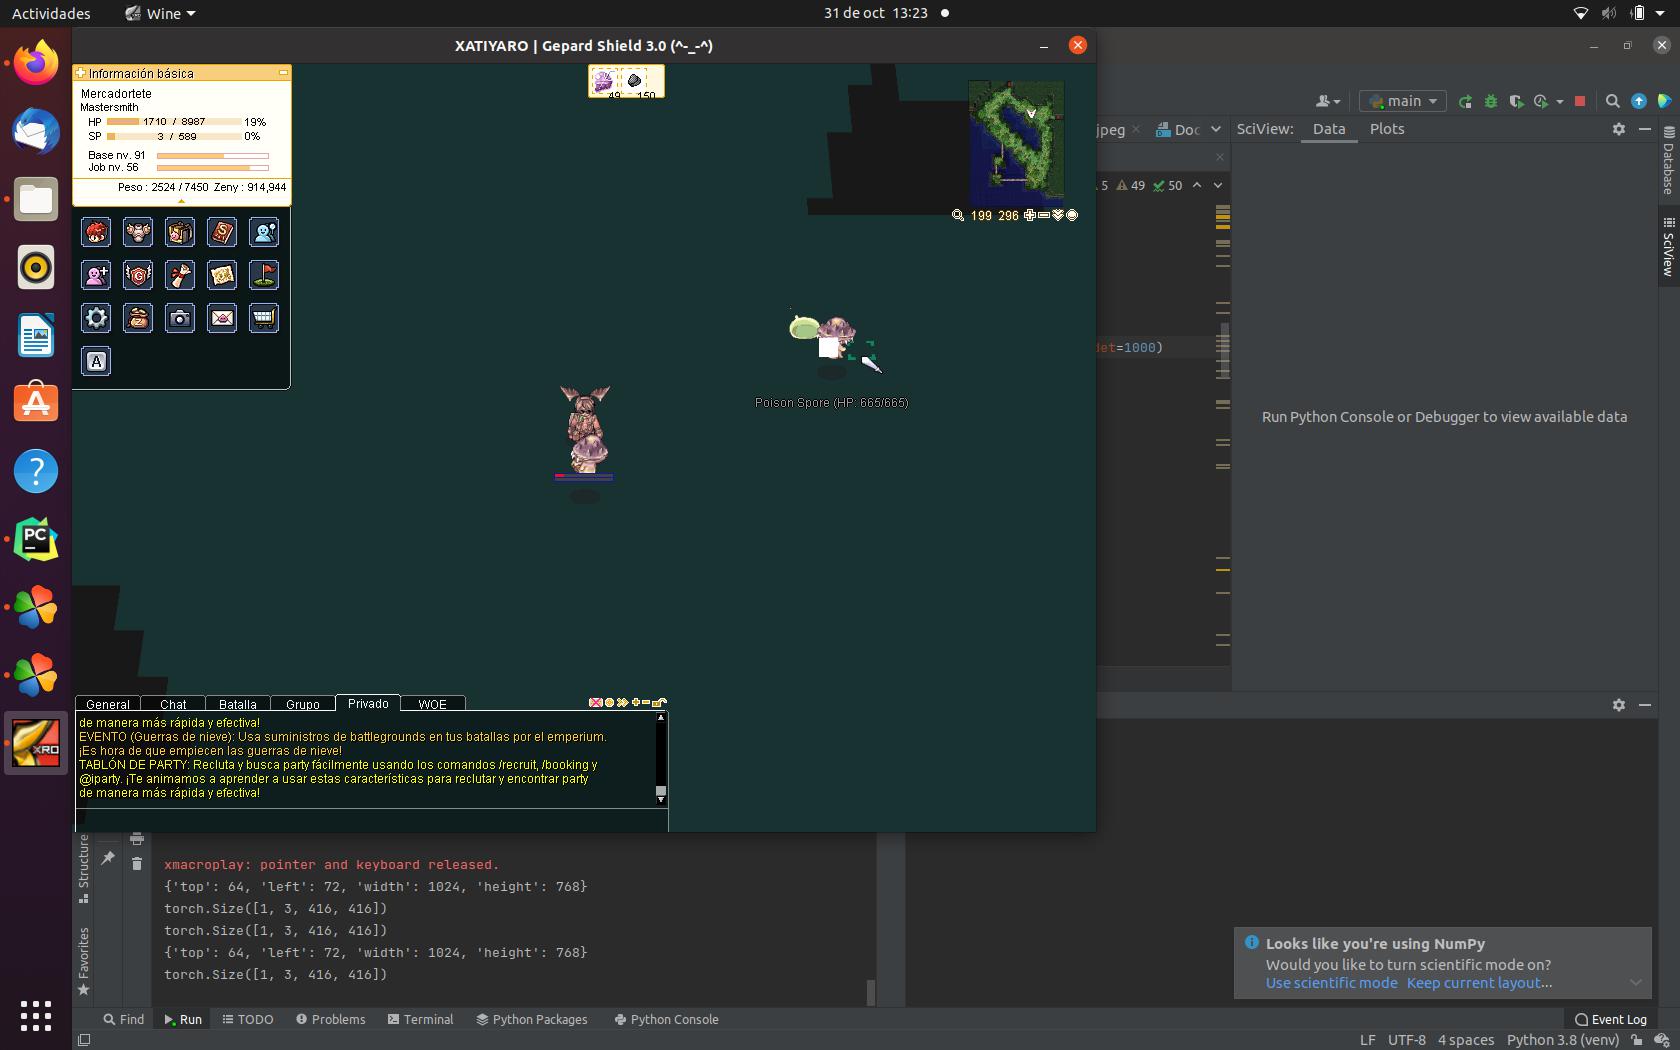 Actividades
Wine
31 de oct 13:23
XATIYARO | Gepard Shield 3.0 (^-_-^)
Información básica
Mercadortete
Mastersmith
HP 1710 / 8987 19%
SP 3 / 589 0%
Base nv. 91
Job nv. 56
Peso : 2524 / 7450 Zeny : 914,944
49 150
199 296
Poison Spore (HP: 665/665)
General Chat Batalla Grupo Privado WOE
de manera más rápida y efectiva!
EVENTO (Guerras de nieve): Usa suministros de battlegrounds en tus batallas por el emperium.
¡Es hora de que empiecen las guerras de nieve!
TABLÓN DE PARTY: Recluta y busca party fácilmente usando los comandos /recruit, /booking y
@iparty. ¡Te animamos a aprender a usar estas características para reclutar y encontrar party
de manera más rápida y efectiva!
main
jpeg
Doc
SciView: Data Plots
5 49 50
det=1000)
Run Python Console or Debugger to view available data
Database
SciView
Structure
Favorites
xmacroplay: pointer and keyboard released.
{'top': 64, 'left': 72, 'width': 1024, 'height': 768}
torch.Size([1, 3, 416, 416])
torch.Size([1, 3, 416, 416])
{'top': 64, 'left': 72, 'width': 1024, 'height': 768}
torch.Size([1, 3, 416, 416])
Looks like you're using NumPy
Would you like to turn scientific mode on?
Use scientific mode Keep current layout...
Find Run TODO Problems Terminal Python Packages Python Console
Event Log
LF UTF-8 4 spaces Python 3.8 (venv)
PC
XRO
A